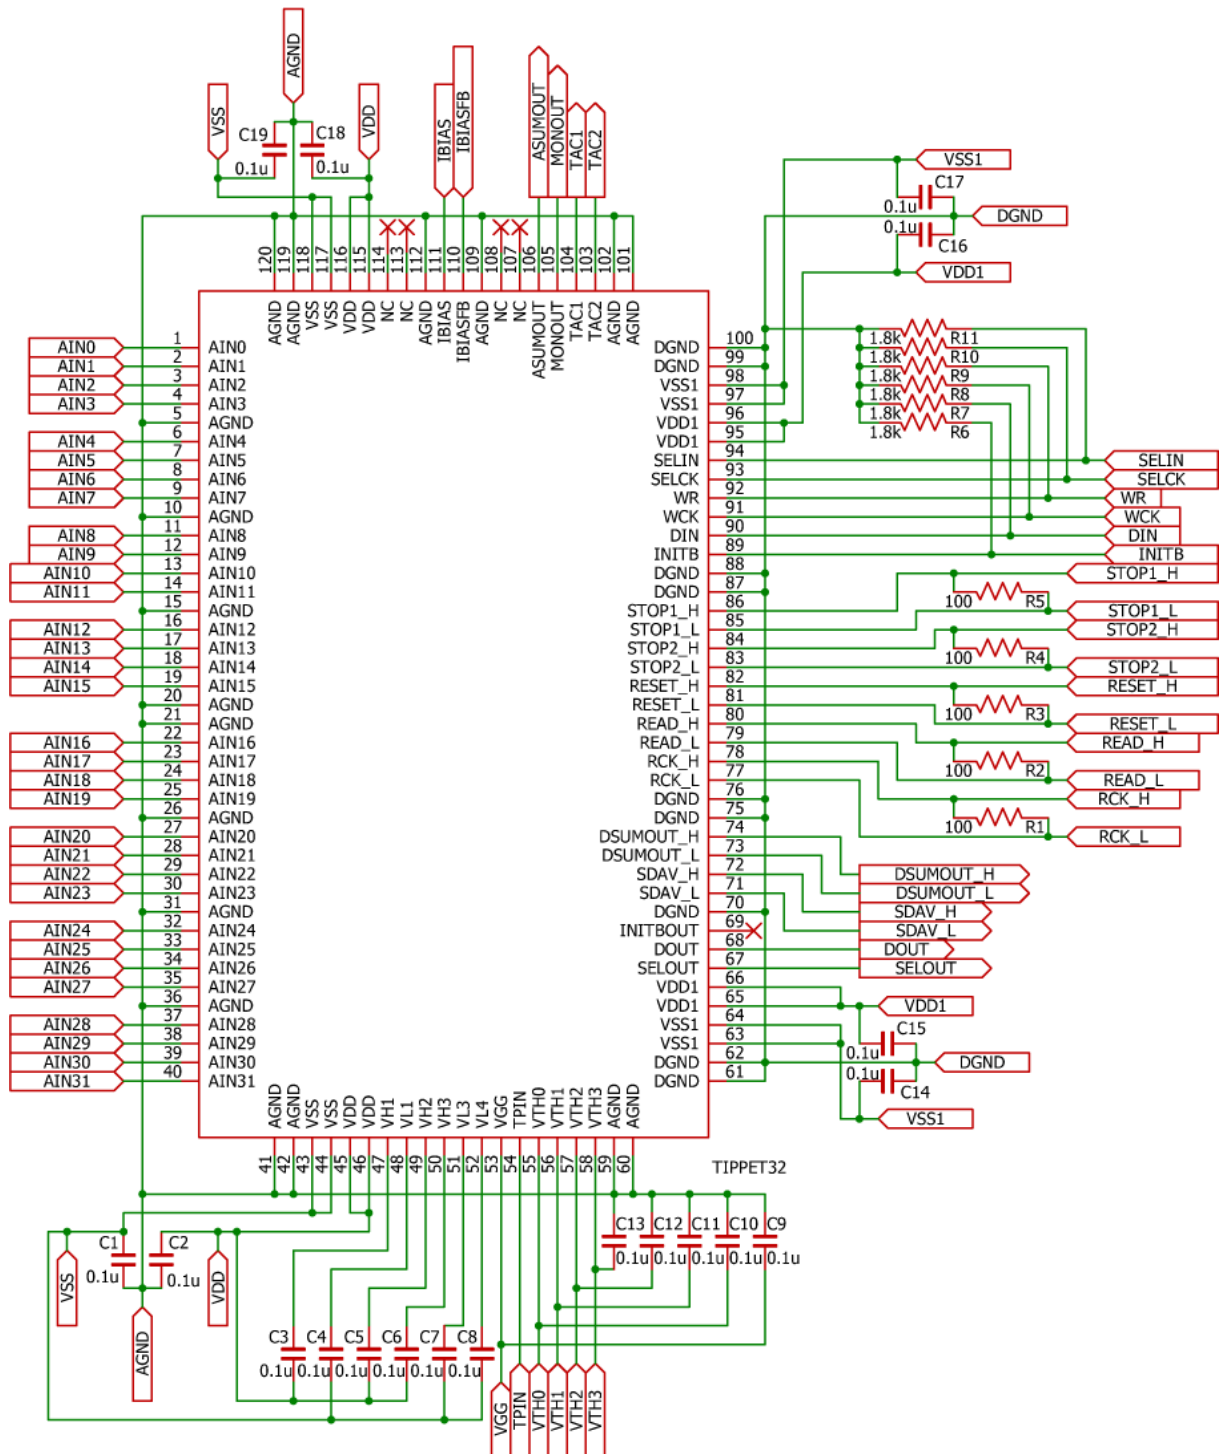 AGND
VSS
C19
C18
VDD
0.1u
0.1u
IBIAS
IBIASFB
ASUMOUT
MONOUT
TAC1
TAC2
VSS1
C17
0.1u
DGND
0.1u
C16
VDD1
120 119 118 117 116 115 114 113 112 111 110 109 108 107 106 105 104 103 102 101
AGND AGND VSS VSS VDD VDD NC NC AGND IBIAS IBIASFB AGND NC NC ASUMOUT MONOUT TAC1 TAC2 AGND AGND
AIN0 1 AIN0
AIN1 2 AIN1
AIN2 3 AIN2
AIN3 4 AIN3
5 AGND
AIN4 6 AIN4
AIN5 7 AIN5
AIN6 8 AIN6
AIN7 9 AIN7
10 AGND
AIN8 11 AIN8
AIN9 12 AIN9
AIN10 13 AIN10
AIN11 14 AIN11
15 AGND
AIN12 16 AIN12
AIN13 17 AIN13
AIN14 18 AIN14
AIN15 19 AIN15
20 AGND
21 AGND
AIN16 22 AIN16
AIN17 23 AIN17
AIN18 24 AIN18
AIN19 25 AIN19
26 AGND
AIN20 27 AIN20
AIN21 28 AIN21
AIN22 29 AIN22
AIN23 30 AIN23
31 AGND
AIN24 32 AIN24
AIN25 33 AIN25
AIN26 34 AIN26
AIN27 35 AIN27
36 AGND
AIN28 37 AIN28
AIN29 38 AIN29
AIN30 39 AIN30
AIN31 40 AIN31
1.8k R11
1.8k R10
1.8k R9
1.8k R8
1.8k R7
1.8k R6
DGND 100
DGND 99
VSS1 98
VSS1 97
VDD1 96
VDD1 95
SELIN 94 SELIN
SELCK 93 SELCK
WR 92 WR
WCK 91 WCK
DIN 90 DIN
INITB 89 INITB
DGND 88 STOP1_H
DGND 87
100 R5
STOP1_H 86 STOP1_L
STOP1_L 85 STOP2_H
STOP2_H 84
100 R4
STOP2_L 83 STOP2_L
RESET_H 82 RESET_H
RESET_L 81
100 R3
READ_H 80 RESET_L
READ_L 79 READ_H
RCK_H 78
100 R2
RCK_L 77 READ_L
DGND 76 RCK_H
DGND 75
100 R1
DSUMOUT_H 74 RCK_L
DSUMOUT_L 73
SDAV_H 72 DSUMOUT_H
SDAV_L 71 DSUMOUT_L
DGND 70 SDAV_H
INITBOUT 69 SDAV_L
DOUT 68 DOUT
SELOUT 67 SELOUT
VDD1 66
VDD1 65 VDD1
VSS1 64
VSS1 63
C15
0.1u
DGND 62 DGND
0.1u
DGND 61
C14
VSS1
AGND AGND VSS VSS VDD VDD VH1 VL1 VH2 VH3 VL3 VL4 VGG TPIN VTH0 VTH1 VTH2 VTH3 AGND AGND
41 42 43 44 45 46 47 48 49 50 51 52 53 54 55 56 57 58 59 60
TIPPET32
C13 C12 C11 C10 C9
0.1u 0.1u 0.1u 0.1u 0.1u
C1 C2
0.1u 0.1u
VSS
VDD
AGND
C3 C4 C5 C6 C7 C8
0.1u 0.1u 0.1u 0.1u 0.1u 0.1u
VGG
TPIN
VTH0
VTH1
VTH2
VTH3